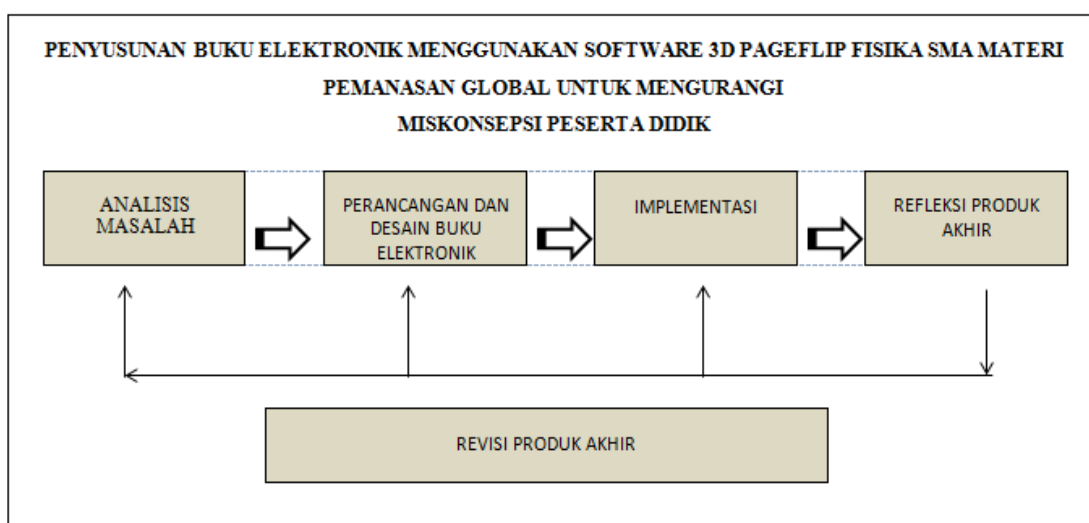 PENYUSUNAN BUKU ELEKTRONIK MENGGUNAKAN SOFTWARE 3D PAGEFLIP FISIKA SMA MATERI
PEMANASAN GLOBAL UNTUK MENGURANGI
MISKONSEPSI PESERTA DIDIK
ANALISIS
MASALAH
PERANCANGAN DAN
DESAIN BUKU
ELEKTRONIK
IMPLEMENTASI
REFLEKSI PRODUK
AKHIR
REVISI PRODUK AKHIR